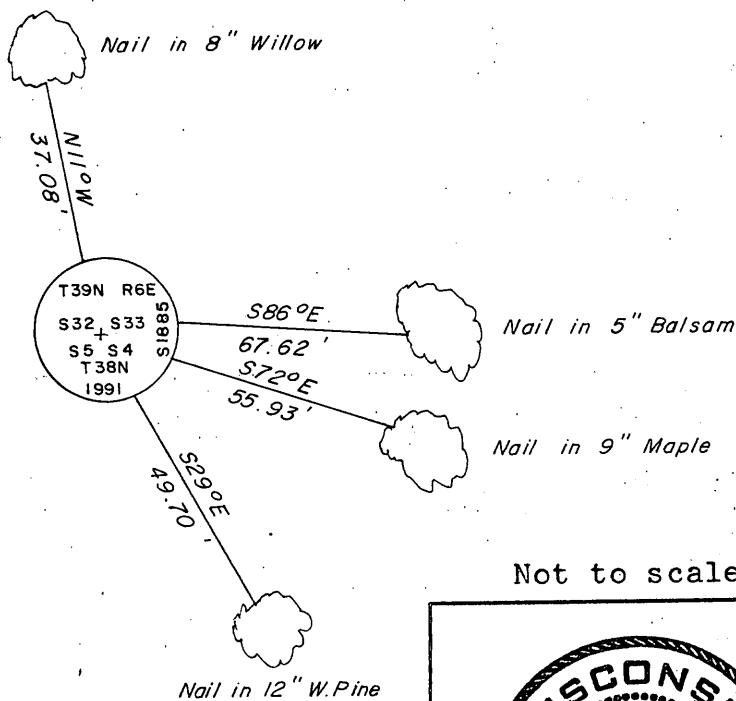 Nail in 8" Willow
N11°W
37.08'
T39N R6E
S32 S33
S1885
S5 S4
T38N
1991
S86°E
67.62'
Nail in 5" Balsam
S72°E
55.93'
Nail in 9" Maple
S29°E
49.70'
Nail in 12" W.Pine
Not to scale